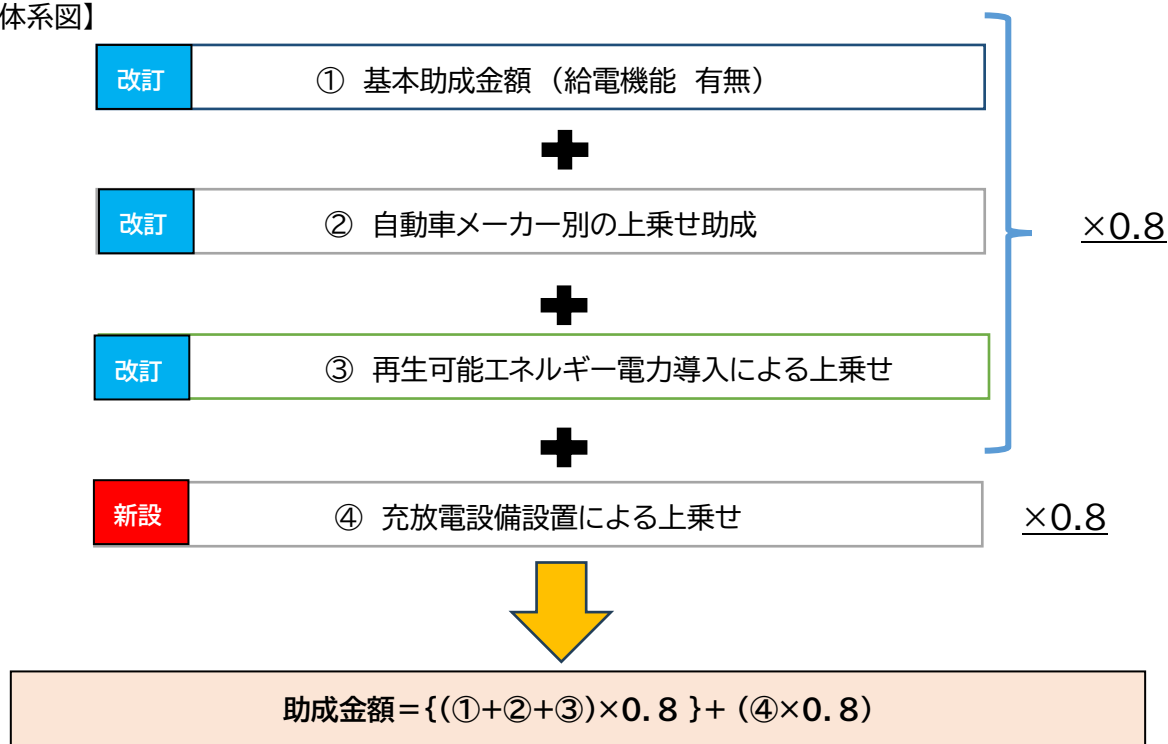 体系図】
改訂 ① 基本助成金額（給電機能 有無）
改訂 ② 自動車メーカー別の上乗せ助成
×0.8
改訂 ③ 再生可能エネルギー電力導入による上乗せ
新設 ④ 充放電設備設置による上乗せ
×0.8
助成金額＝{(①+②+③)×0.8 }+ (④×0.8)